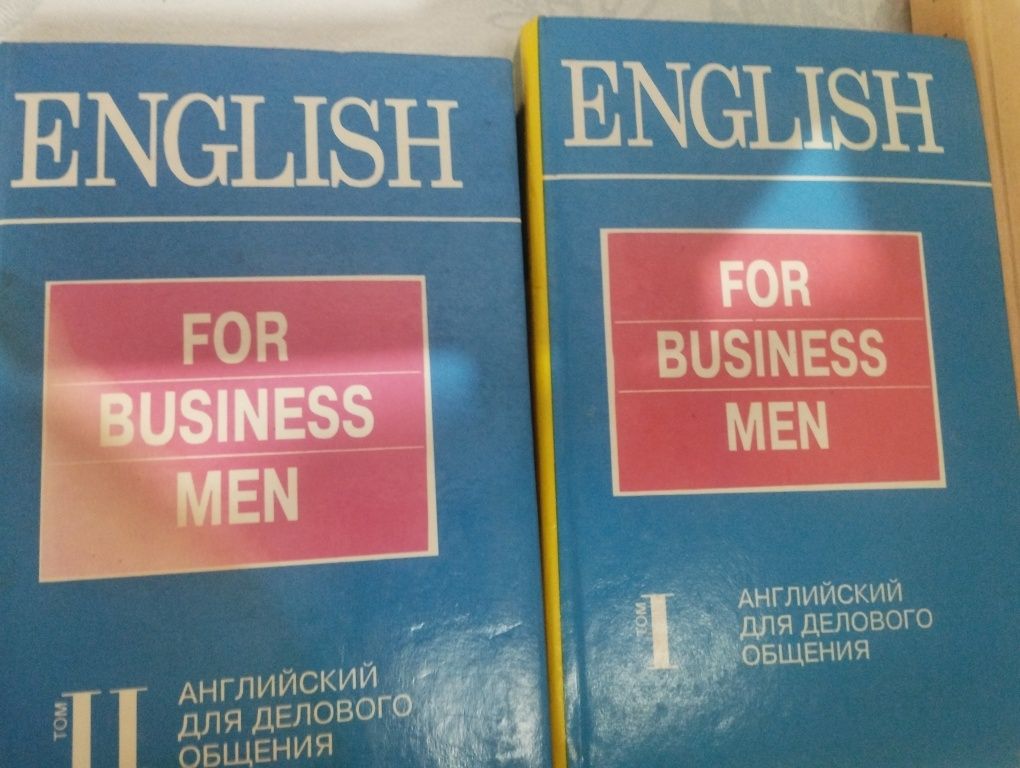 ENGLISH
FOR
BUSINESS
MEN
ТОМ II
АНГЛИЙСКИЙ
ДЛЯ ДЕЛОВОГО
ОБЩЕНИЯ
ENGLISH
FOR
BUSINESS
MEN
ТОМ I
АНГЛИЙСКИЙ
ДЛЯ ДЕЛОВОГО
ОБЩЕНИЯ